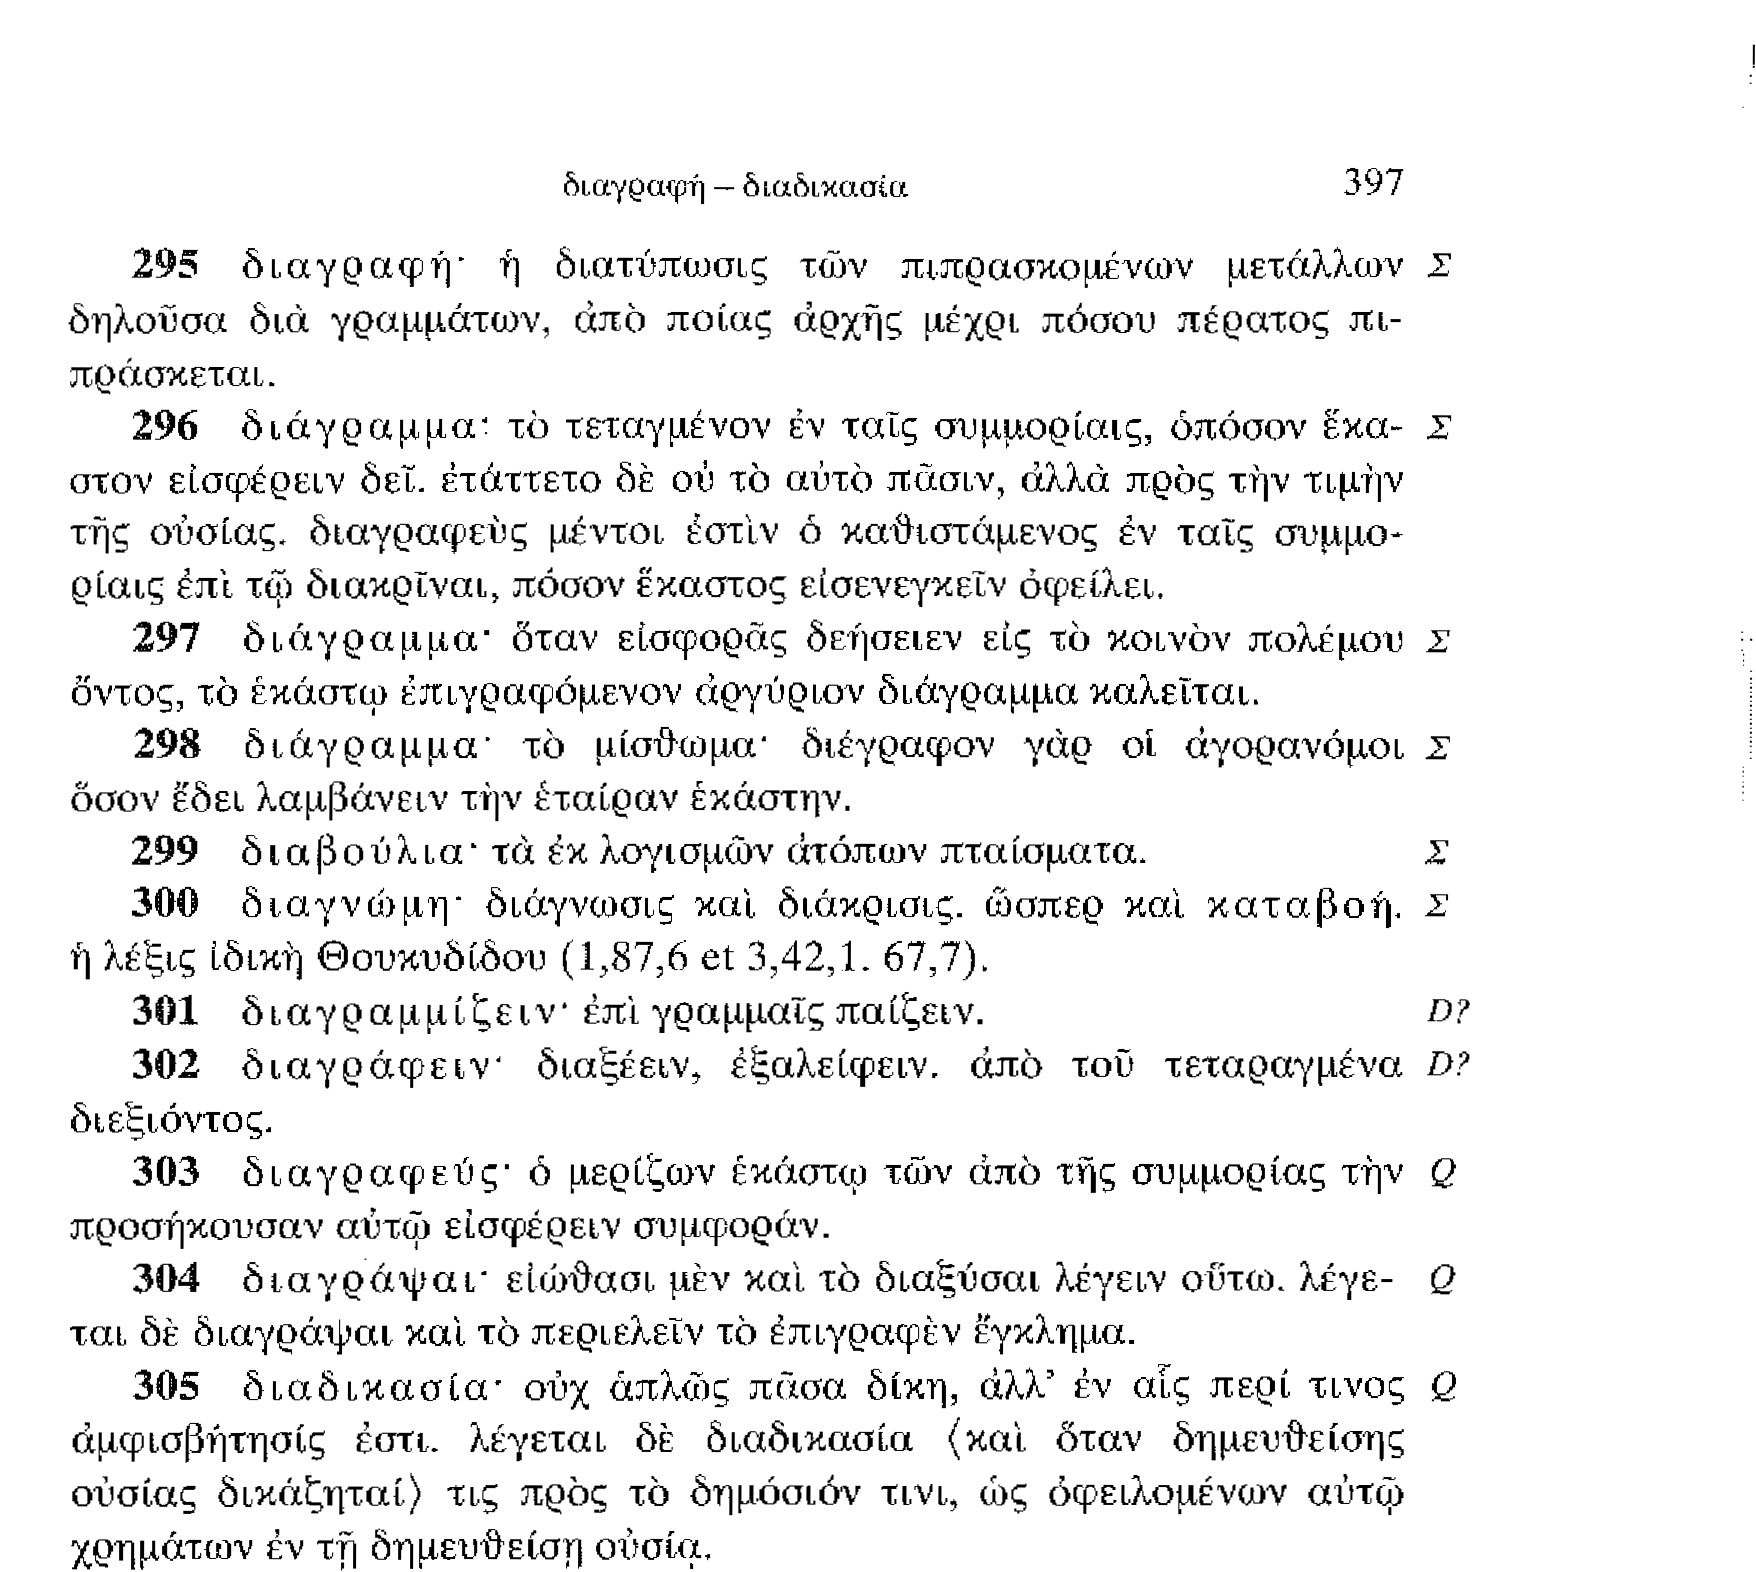 διαγραφή – διαδικασία 397
295 διαγραφή· ἡ διατύπωσις τῶν πιπρασκομένων μετάλλων Σ
δηλοῦσα διὰ γραμμάτων, ἀπὸ ποίας ἀρχῆς μέχρι πόσου πέρατος πι-
πράσκεται.
296 διάγραμμα· τὸ τεταγμένον ἐν ταῖς συμμορίαις, ὁπόσον ἕκα- Σ
στον εἰσφέρειν δεῖ. ἐτάττετο δὲ οὐ τὸ αὐτὸ πᾶσιν, ἀλλὰ πρὸς τὴν τιμὴν
τῆς οὐσίας. διαγραφεὺς μέντοι ἐστὶν ὁ καθιστάμενος ἐν ταῖς συμμο-
ρίαις ἐπὶ τῷ διακρῖναι, πόσον ἕκαστος εἰσενεγκεῖν ὀφείλει.
297 διάγραμμα· ὅταν εἰσφορᾶς δεήσειεν εἰς τὸ κοινὸν πολέμου Σ
ὄντος, τὸ ἑκάστῳ ἐπιγραφόμενον ἀργύριον διάγραμμα καλεῖται.
298 διάγραμμα· τὸ μίσθωμα· διέγραφον γὰρ οἱ ἀγορανόμοι Σ
ὅσον ἔδει λαμβάνειν τὴν ἑταίραν ἑκάστην.
299 διαβούλια· τὰ ἐκ λογισμῶν ἀτόπων πταίσματα. Σ
300 διαγνώμη· διάγνωσις καὶ διάκρισις. ὥσπερ καὶ καταβοή. Σ
ἡ λέξις ἰδικὴ Θουκυδίδου (1,87,6 et 3,42,1. 67,7).
301 διαγραμμίζειν· ἐπὶ γραμμαῖς παίζειν. D?
302 διαγράφειν· διαξέειν, ἐξαλείφειν. ἀπὸ τοῦ τεταραγμένα D?
διεξιόντος.
303 διαγραφεύς· ὁ μερίζων ἑκάστῳ τῶν ἀπὸ τῆς συμμορίας τὴν Q
προσήκουσαν αὐτῷ εἰσφέρειν συμφοράν.
304 διαγράψαι· εἰώθασι μὲν καὶ τὸ διαξύσαι λέγειν οὕτω. λέγε- Q
ται δὲ διαγράψαι καὶ τὸ περιελεῖν τὸ ἐπιγραφὲν ἔγκλημα.
305 διαδικασία· οὐχ ἁπλῶς πᾶσα δίκη, ἀλλ’ ἐν αἷς περί τινος Q
ἀμφισβήτησίς ἐστι. λέγεται δὲ διαδικασία ⟨καὶ ὅταν δημευθείσης
οὐσίας δικάζηταί⟩ τις πρὸς τὸ δημόσιόν τινι, ὡς ὀφειλομένων αὐτῷ
χρημάτων ἐν τῇ δημευθείσῃ οὐσίᾳ.